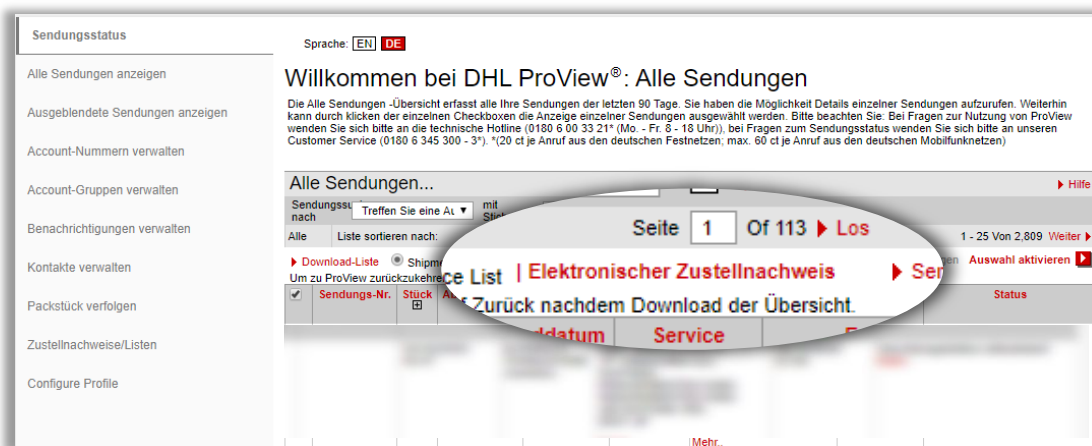 Sendungsstatus
Alle Sendungen anzeigen
Ausgeblendete Sendungen anzeigen
Account-Nummern verwalten
Account-Gruppen verwalten
Benachrichtigungen verwalten
Kontakte verwalten
Packstück verfolgen
Zustellnachweise/Listen
Configure Profile
Sprache: EN DE
Willkommen bei DHL ProView®: Alle Sendungen
Die Alle Sendungen -Übersicht erfasst alle Ihre Sendungen der letzten 90 Tage. Sie haben die Möglichkeit Details einzelner Sendungen aufzurufen. Weiterhin
kann durch klicken der einzelnen Checkboxen die Anzeige einzelner Sendungen ausgewählt werden. Bitte beachten Sie: Bei Fragen zur Nutzung von ProView
wenden Sie sich bitte an die technische Hotline (0180 6 00 33 21* (Mo. - Fr. 8 - 18 Uhr)), bei Fragen zum Sendungsstatus wenden Sie sich bitte an unseren
Customer Service (0180 6 345 300 - 3*). *(20 ct je Anruf aus den deutschen Festnetzen; max. 60 ct je Anruf aus den deutschen Mobilfunknetzen)
Alle Sendungen...
Hilfe
nach Treffen Sie eine mit
Alle Liste sortieren nach:
1 - 25 Von 2,809 Weiter
Download-Liste
Auswahl aktivieren
Um zu ProView
Sendungs-Nr. Stück
Status
Seite 1 Of 113 Los
List | Elektronischer Zustellnachweis
Zurück nachdem Download der Übersicht.
Service
Mehr..